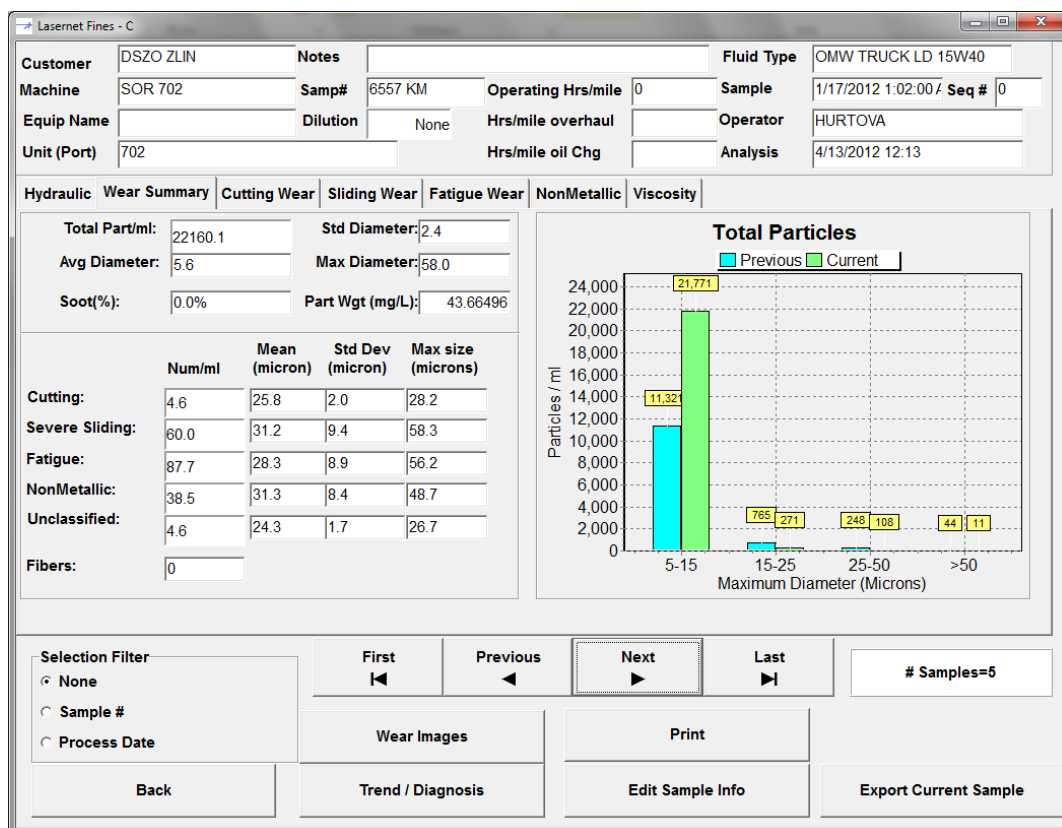 Lasernet Fines - C
Customer DSZO ZLIN Notes Fluid Type OMW TRUCK LD 15W40
Machine SOR 702 Samp# 6557 KM Operating Hrs/mile 0 Sample 1/17/2012 1:02:00 Seq # 0
Equip Name Dilution None Hrs/mile overhaul Operator HURTOVA
Unit (Port) 702 Hrs/mile oil Chg Analysis 4/13/2012 12:13
Hydraulic Wear Summary Cutting Wear Sliding Wear Fatigue Wear NonMetallic Viscosity
Total Part/ml: 22160.1 Std Diameter: 2.4
Avg Diameter: 5.6 Max Diameter: 58.0
Soot(%): 0.0% Part Wgt (mg/L): 43.66496
Num/ml Mean (micron) Std Dev (micron) Max size (microns)
Cutting: 4.6 25.8 2.0 28.2
Severe Sliding: 60.0 31.2 9.4 58.3
Fatigue: 87.7 28.3 8.9 56.2
NonMetallic: 38.5 31.3 8.4 48.7
Unclassified: 4.6 24.3 1.7 26.7
Fibers: 0
Total Particles
Previous Current
Particles / ml
24,000
22,000
20,000
18,000
16,000
14,000
12,000
10,000
8,000
6,000
4,000
2,000
0
11,321 21,771
765 271 248 108 44 11
5-15 15-25 25-50 >50
Maximum Diameter (Microns)
Selection Filter
None
Sample #
Process Date
First Previous Next Last
# Samples=5
Wear Images Print
Back Trend / Diagnosis Edit Sample Info Export Current Sample